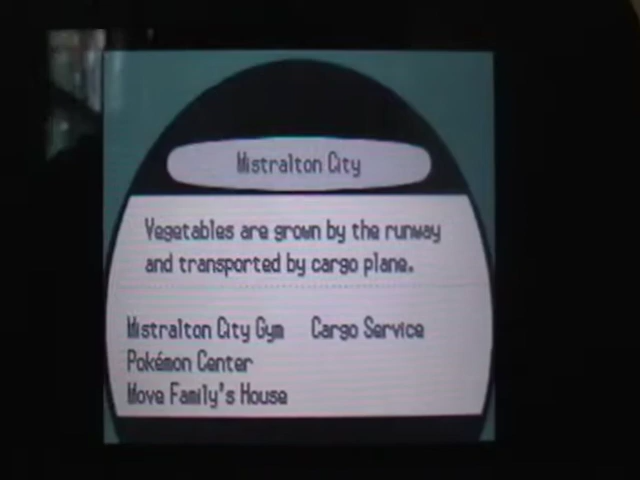 Mistralton City
Vegetables are grown by the runway
and transported by cargo plane.
Mistralton City Gym Cargo Service
Pokémon Center
Move Family's House